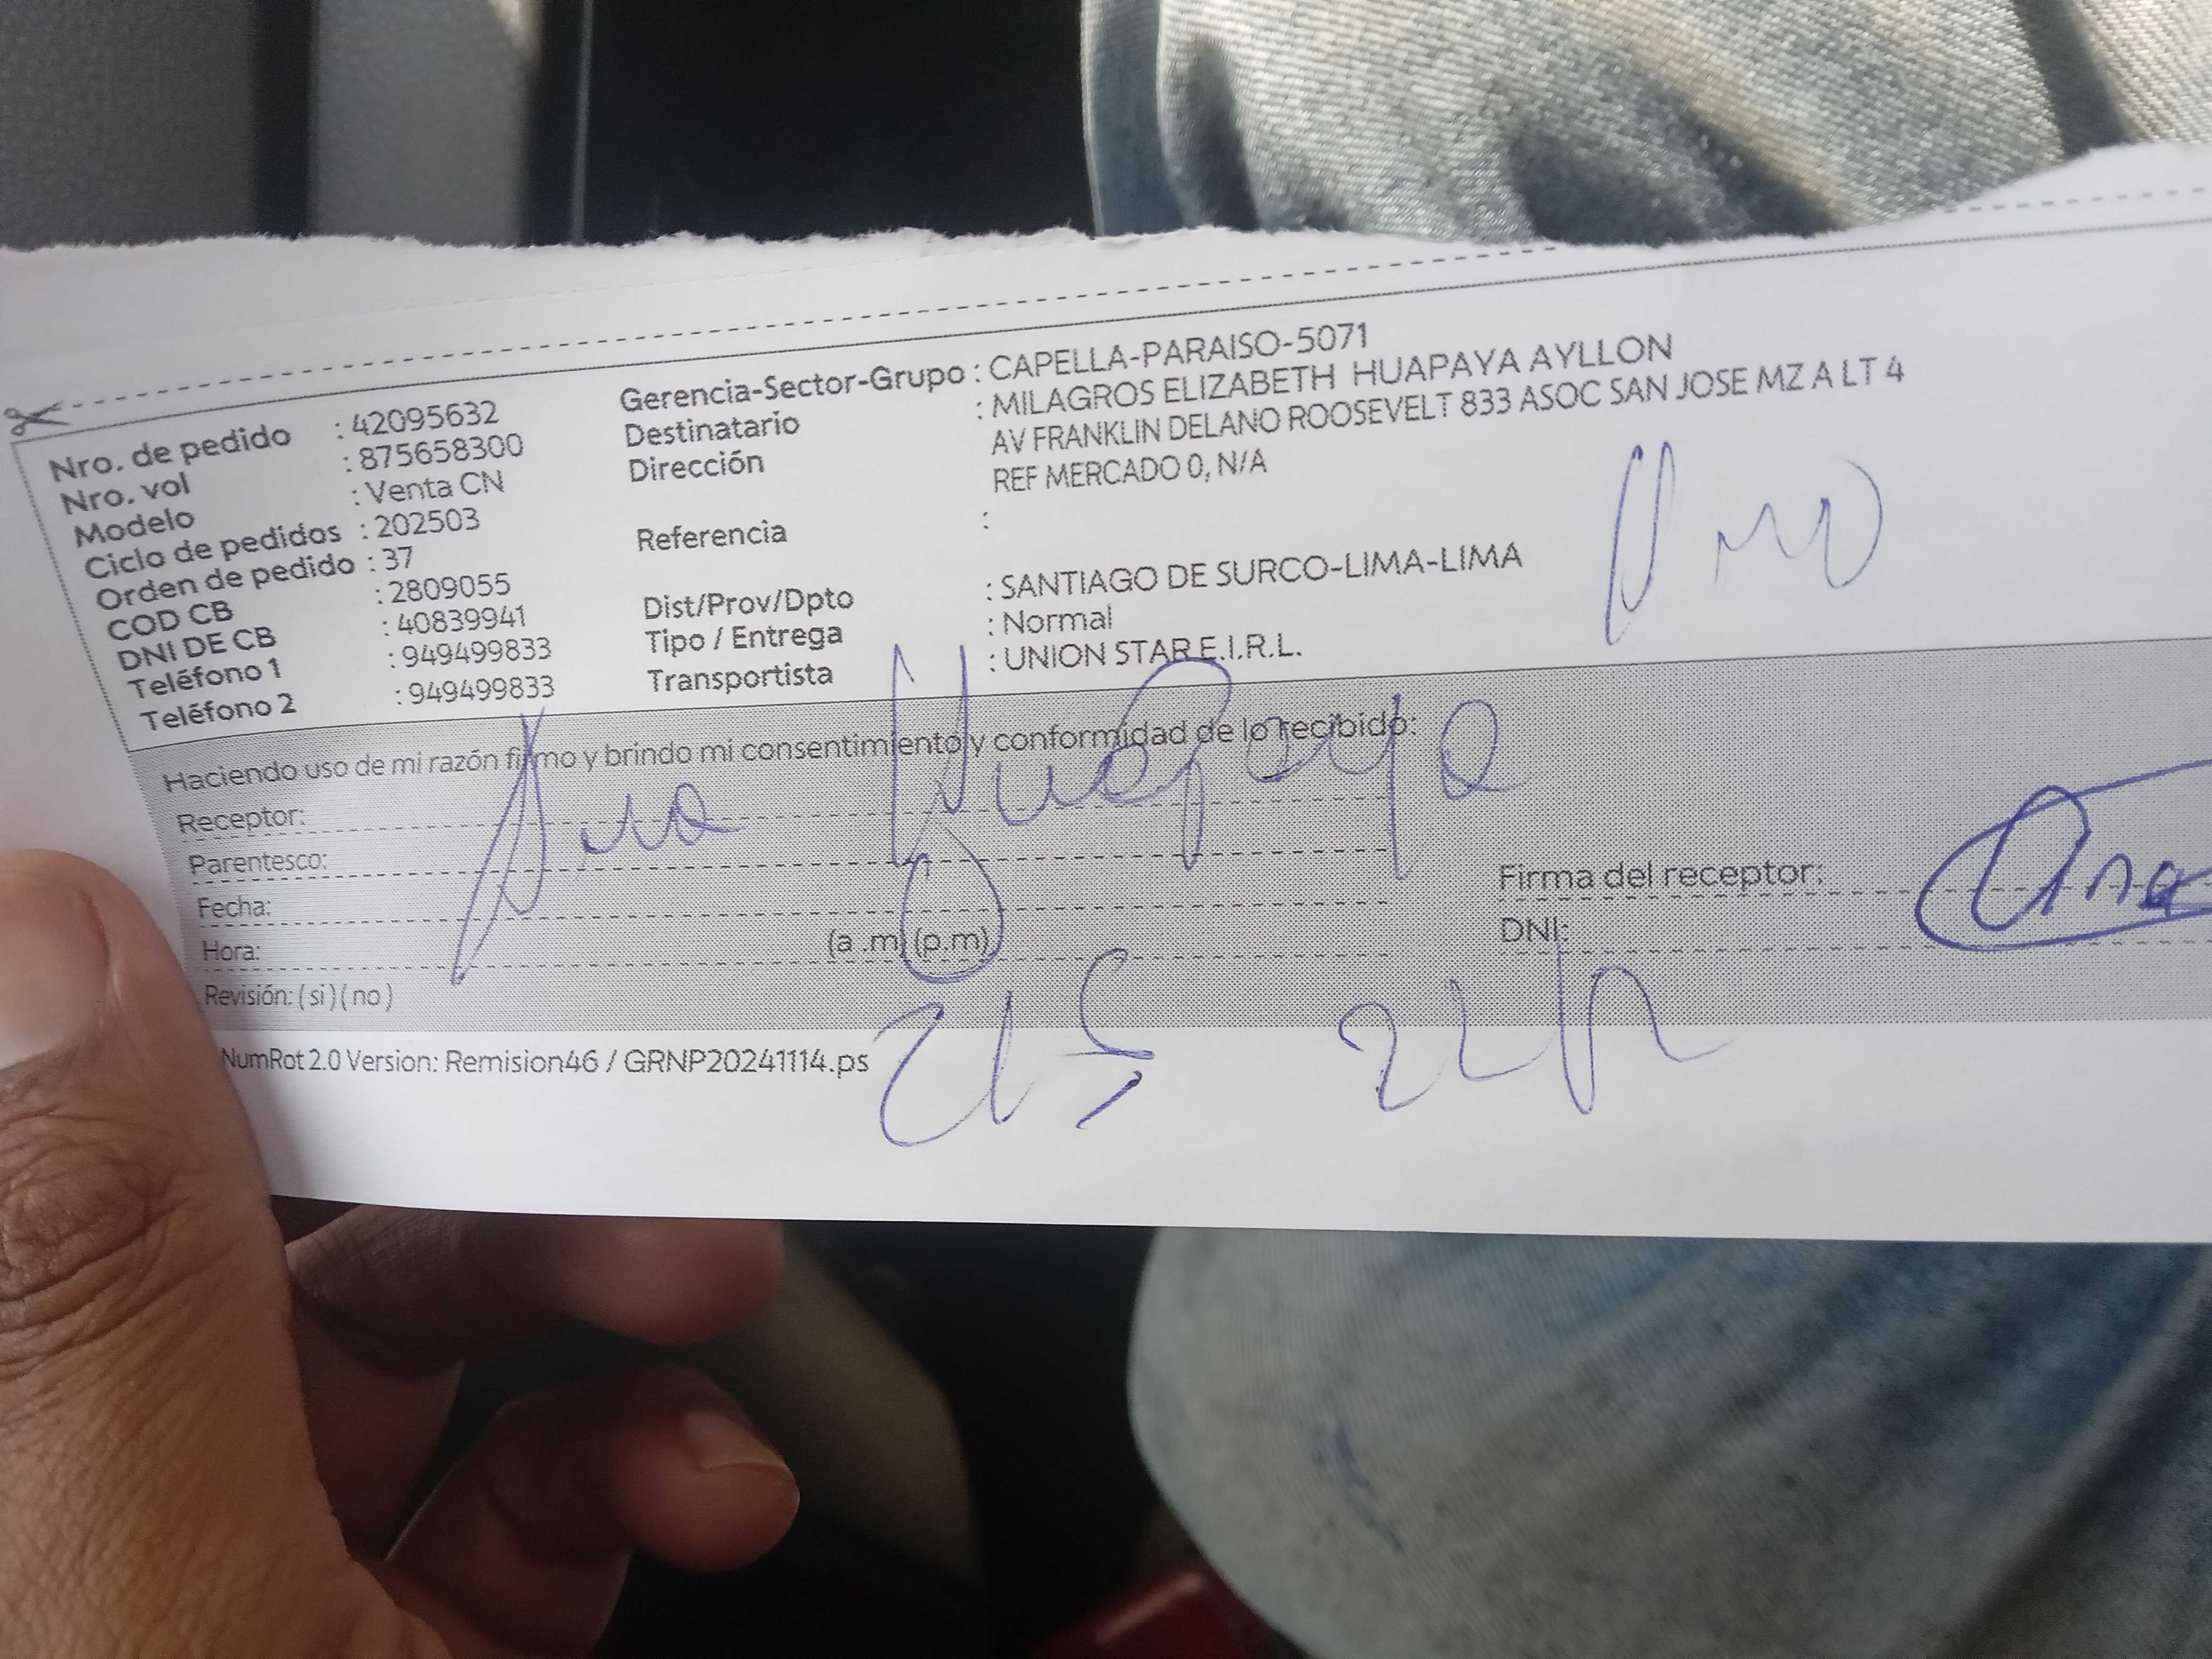 Nro. de pedido : 42095632
Nro. vol : 875658300
Modelo : Venta CN
Ciclo de pedidos : 202503
Orden de pedido : 37
COD CB : 2809055
DNI DE CB : 40839941
Teléfono 1 : 949499833
Teléfono 2 : 949499833
Gerencia-Sector-Grupo : CAPELLA-PARAISO-5071
Destinatario : MILAGROS ELIZABETH HUAPAYA AYLLON
Dirección AV FRANKLIN DELANO ROOSEVELT 833 ASOC SAN JOSE MZ A LT 4
REF MERCADO 0, N/A
Referencia :
Dist/Prov/Dpto : SANTIAGO DE SURCO-LIMA-LIMA
Tipo / Entrega : Normal
Transportista : UNION STAR E.I.R.L.
Haciendo uso de mi razón firmo y brindo mi consentimiento y conformidad de lo recibido:
Receptor: Ana Huapaya
Parentesco:
Fecha:
Hora: (a .m) (p.m)
Revisión: ( si ) ( no )
Firma del receptor: Ana
DNI:
NumRot 2.0 Version: Remision46 / GRNP20241114.ps